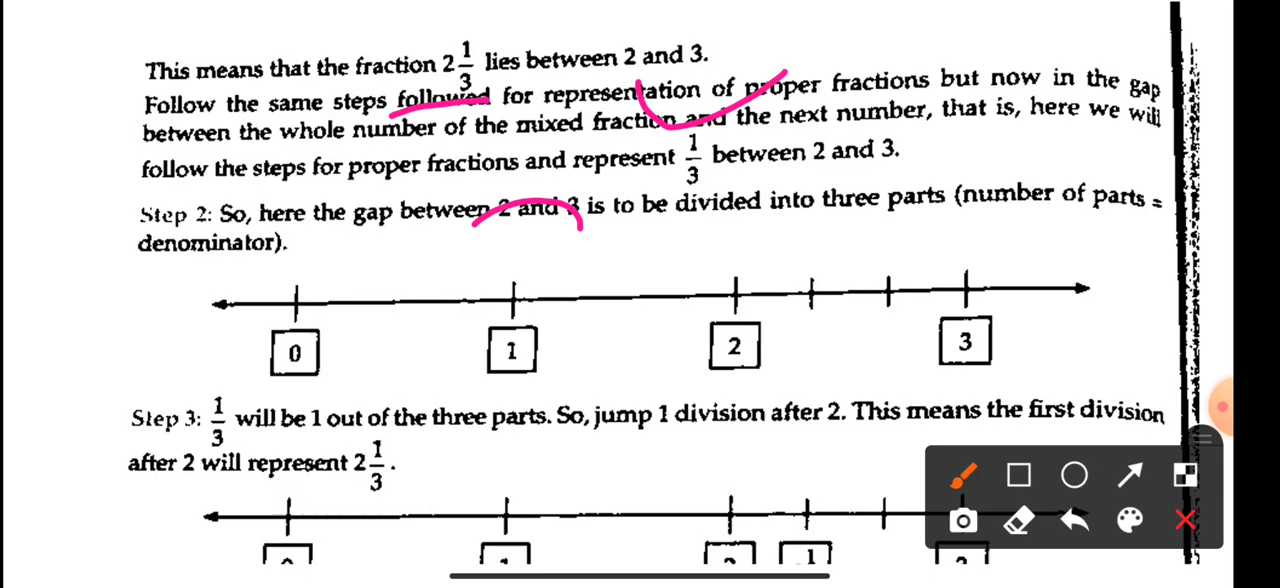 This means that the fraction 2 1/3 lies between 2 and 3.
Follow the same steps followed for representation of proper fractions but now in the gap
between the whole number of the mixed fraction and the next number, that is, here we will
follow the steps for proper fractions and represent 1/3 between 2 and 3.
Step 2: So, here the gap between 2 and 3 is to be divided into three parts (number of parts =
denominator).
0 1 2 3
Step 3: 1/3 will be 1 out of the three parts. So, jump 1 division after 2. This means the first division
after 2 will represent 2 1/3.
1